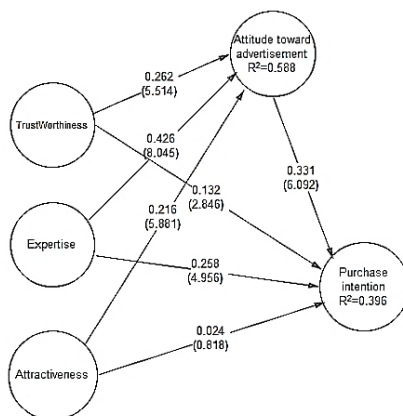 Attitude toward
advertisement
R²=0.588
0.262
(5.514)
TrustWorthiness
0.426
(8.045)
0.331
(6.092)
0.132
(2.846)
0.216
(5.881)
Expertise
0.258
(4.956)
Purchase
intention
R²=0.396
0.024
(0.818)
Attractiveness